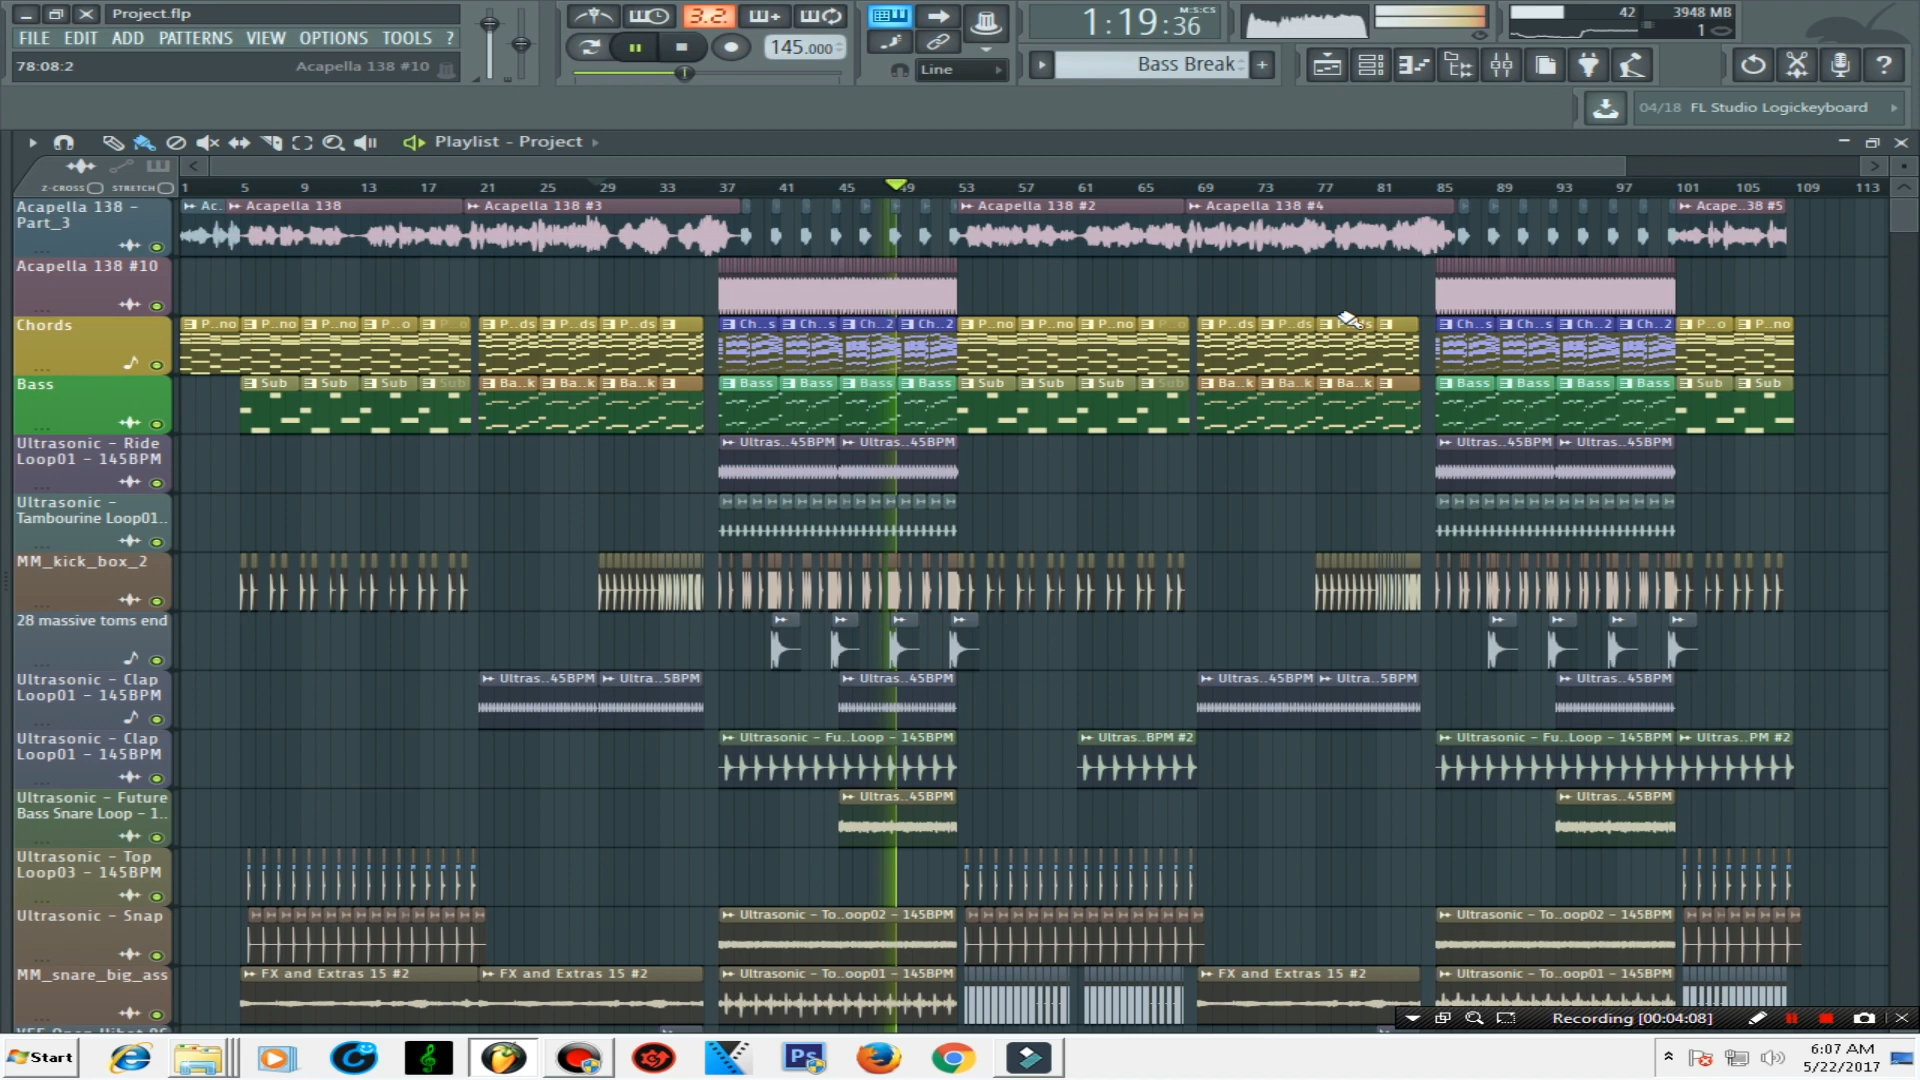 Project.flp
FILE EDIT ADD PATTERNS VIEW OPTIONS TOOLS ?
78:08:2 Acapella 138 #10
3.2.
145.000
Line
1:19:36 M:S:CS
Bass Break
42 3948 MB
1
04/18 FL Studio Logickeyboard
Playlist - Project
Z-CROSS STRETCH
1 5 9 13 17 21 25 29 33 37 41 45 49 53 57 61 65 69 73 77 81 85 89 93 97 101 105 109 113
Acapella 138 - Part_3
Ac. Acapella 138 Acapella 138 #3 Acapella 138 #2 Acapella 138 #4 Acape..38 #5
Acapella 138 #10
Chords
P..no P..no P..no P..o P..o P..ds P..ds P..ds Ch..s Ch..s Ch..2 Ch..2 P..no P..no P..no P..o P..ds P..ds Ch..s Ch..s Ch..2 Ch..2 P..o P..no
Bass
Sub Sub Sub Sub Ba..k Ba..k Ba..k Bass Bass Bass Bass Sub Sub Sub Sub Ba..k Ba..k Ba..k Bass Bass Bass Bass Sub Sub
Ultrasonic - Ride Loop01 - 145BPM
Ultras..45BPM Ultras..45BPM Ultras..45BPM Ultras..45BPM
Ultrasonic - Tambourine Loop01..
MM_kick_box_2
28 massive toms end
Ultrasonic - Clap Loop01 - 145BPM
Ultras..45BPM Ultra..5BPM Ultras..45BPM Ultras..45BPM Ultra..5BPM Ultras..45BPM
Ultrasonic - Clap Loop01 - 145BPM
Ultrasonic - Fu..Loop - 145BPM Ultras..BPM #2 Ultrasonic - Fu..Loop - 145BPM Ultras..PM #2
Ultrasonic - Future Bass Snare Loop - 1..
Ultras..45BPM Ultras..45BPM
Ultrasonic - Top Loop03 - 145BPM
Ultrasonic - Snap
Ultrasonic - To..oop02 - 145BPM Ultrasonic - To..oop02 - 145BPM
MM_snare_big_ass
FX and Extras 15 #2 FX and Extras 15 #2 Ultrasonic - To..oop01 - 145BPM FX and Extras 15 #2 Ultrasonic - To..oop01 - 145BPM
Recording [00:04:08]
Start
Ps
6:07 AM
5/22/2017